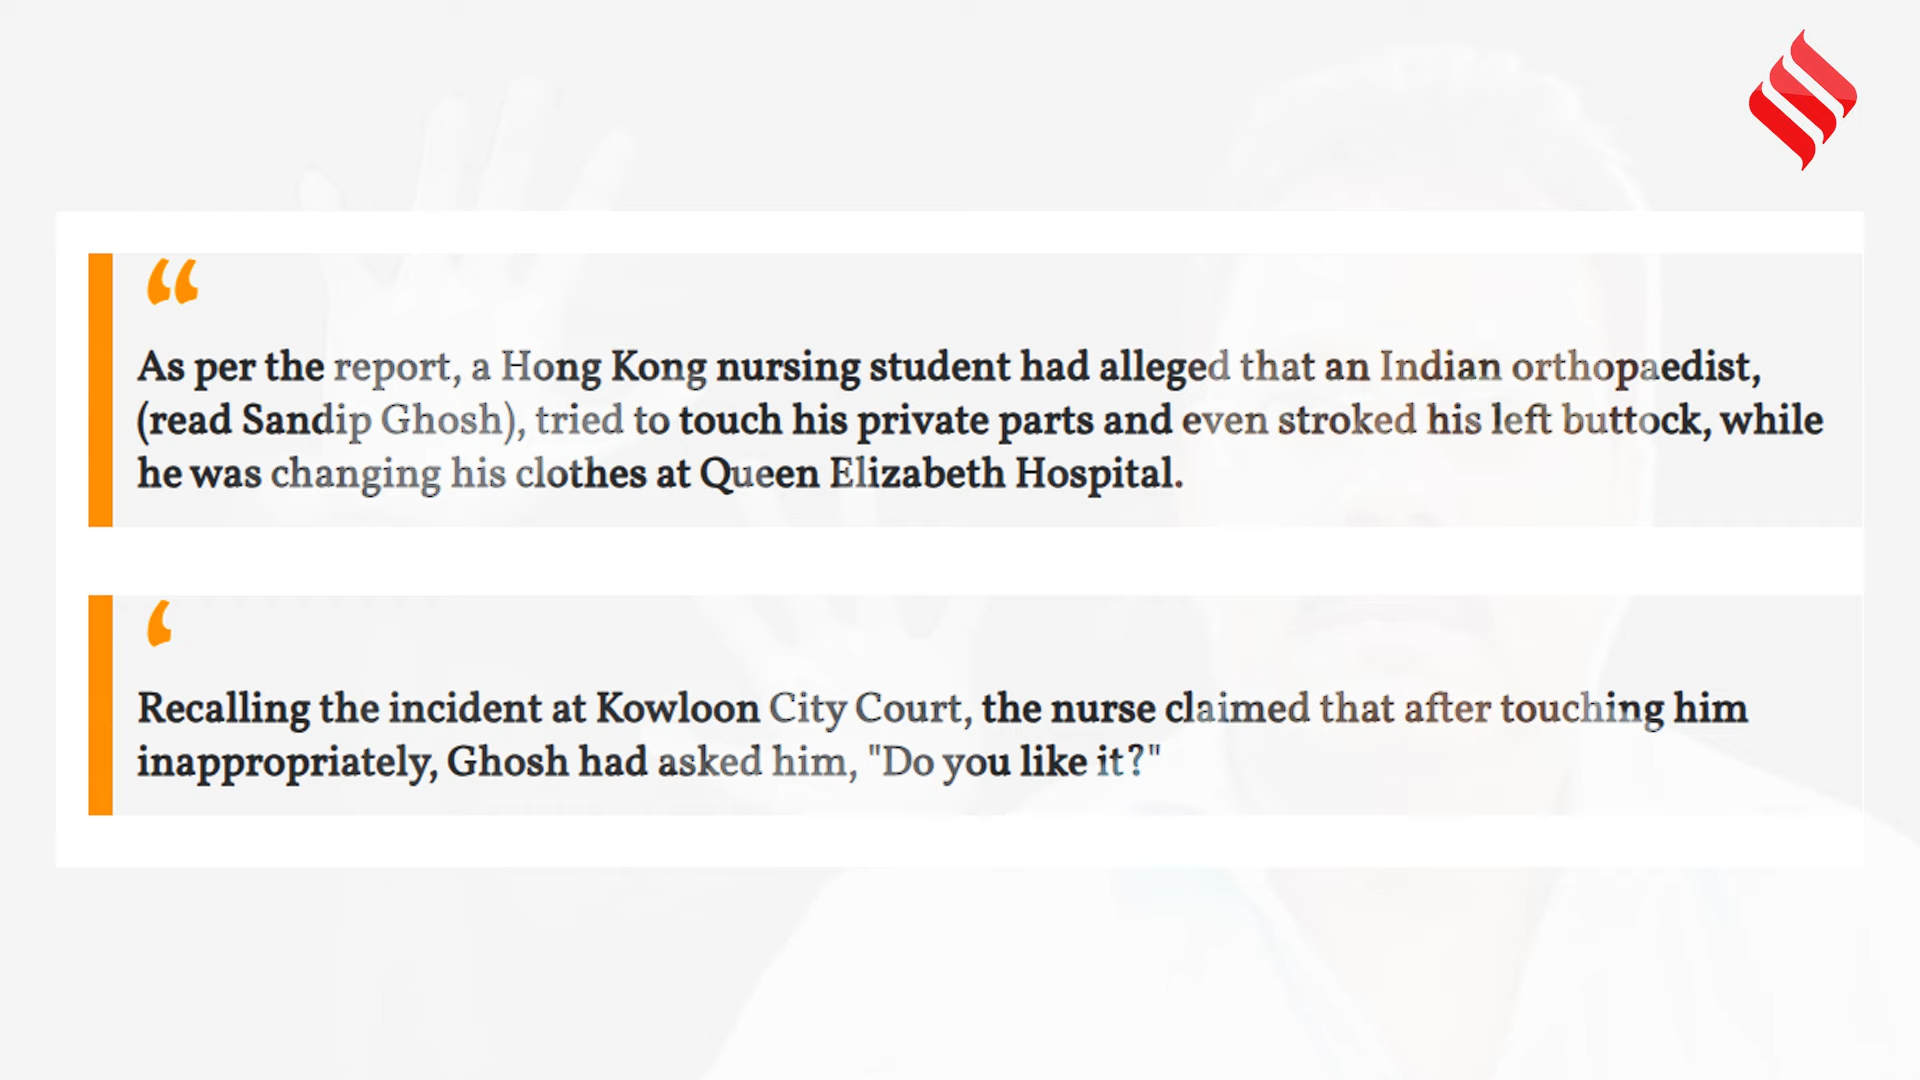 “
As per the report, a Hong Kong nursing student had alleged that an Indian orthopaedist,
(read Sandip Ghosh), tried to touch his private parts and even stroked his left buttock, while
he was changing his clothes at Queen Elizabeth Hospital.
‘
Recalling the incident at Kowloon City Court, the nurse claimed that after touching him
inappropriately, Ghosh had asked him, "Do you like it?"